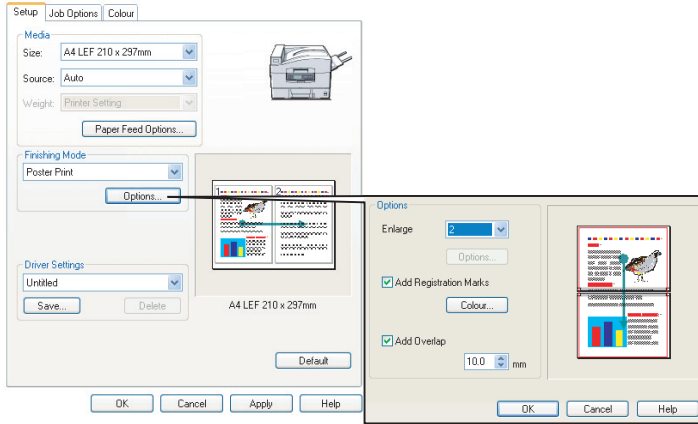 Setup Job Options Colour
Media
Size: A4 LEF 210 x 297mm
Source: Auto
Weight: Printer Setting
Paper Feed Options...
Finishing Mode
Poster Print
Options...
1 2
Driver Settings
Untitled
Save... Delete
A4 LEF 210 x 297mm
Default
OK Cancel Apply Help
Options
Enlarge 2
Options...
Add Registration Marks
Colour...
Add Overlap
10.0 mm
OK Cancel Help